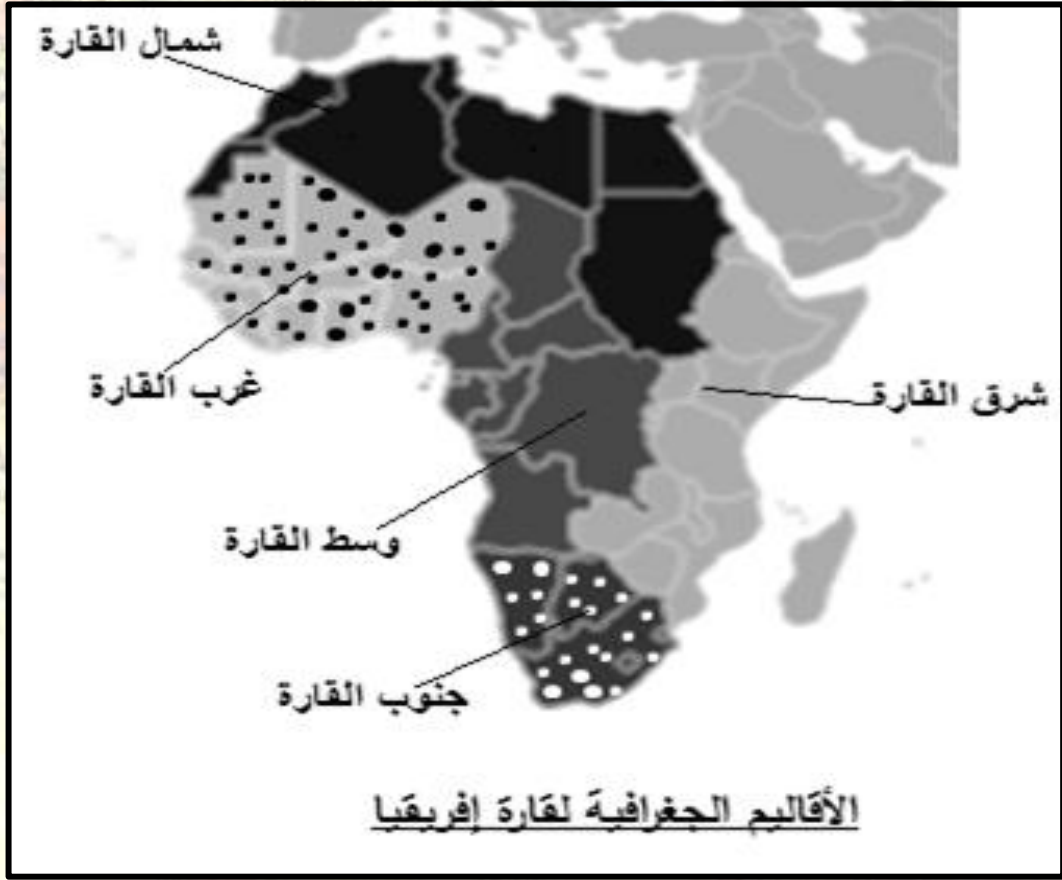 شمال القارة
غرب القارة
شرق القارة
وسط القارة
جنوب القارة
الأقاليم الجغرافية لقارة إفريقيا